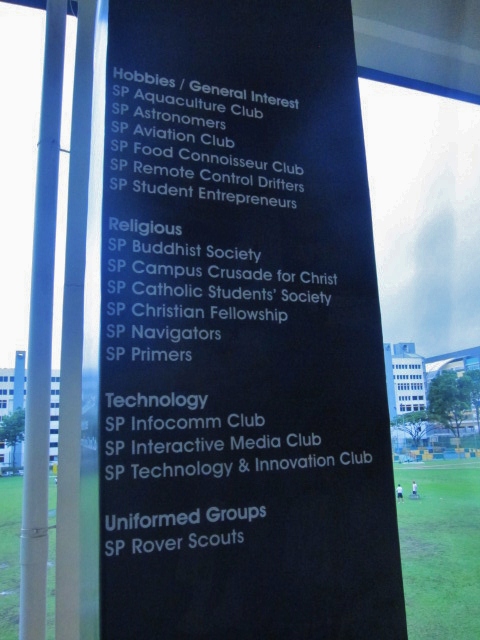 Hobbies / General Interest
SP Aquaculture Club
SP Astronomers
SP Aviation Club
SP Food Connoisseur Club
SP Remote Control Drifters
SP Student Entrepreneurs
Religious
SP Buddhist Society
SP Campus Crusade for Christ
SP Catholic Students' Society
SP Christian Fellowship
SP Navigators
SP Primers
Technology
SP Infocomm Club
SP Interactive Media Club
SP Technology & Innovation Club
Uniformed Groups
SP Rover Scouts